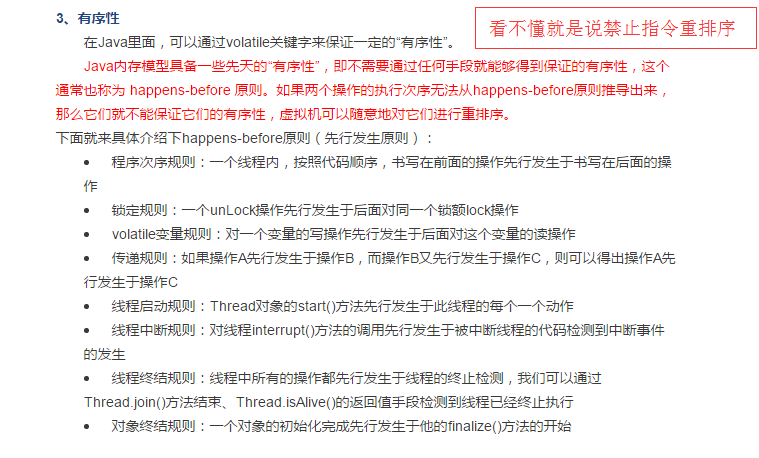 3、有序性
看不懂就是说禁止指令重排序
在Java里面，可以通过volatile关键字来保证一定的“有序性”。
Java内存模型具备一些先天的“有序性”，即不需要通过任何手段就能够得到保证的有序性，这个
通常也称为 happens-before 原则。如果两个操作的执行次序无法从happens-before原则推导出来，
那么它们就不能保证它们的有序性，虚拟机可以随意地对它们进行重排序。
下面就来具体介绍下happens-before原则（先行发生原则）：
• 程序次序规则：一个线程内，按照代码顺序，书写在前面的操作先行发生于书写在后面的操
作
• 锁定规则：一个unLock操作先行发生于后面对同一个锁额lock操作
• volatile变量规则：对一个变量的写操作先行发生于后面对这个变量的读操作
• 传递规则：如果操作A先行发生于操作B，而操作B又先行发生于操作C，则可以得出操作A先
行发生于操作C
• 线程启动规则：Thread对象的start()方法先行发生于此线程的每个一个动作
• 线程中断规则：对线程interrupt()方法的调用先行发生于被中断线程的代码检测到中断事件
的发生
• 线程终结规则：线程中所有的操作都先行发生于线程的终止检测，我们可以通过
Thread.join()方法结束、Thread.isAlive()的返回值手段检测到线程已经终止执行
• 对象终结规则：一个对象的初始化完成先行发生于他的finalize()方法的开始